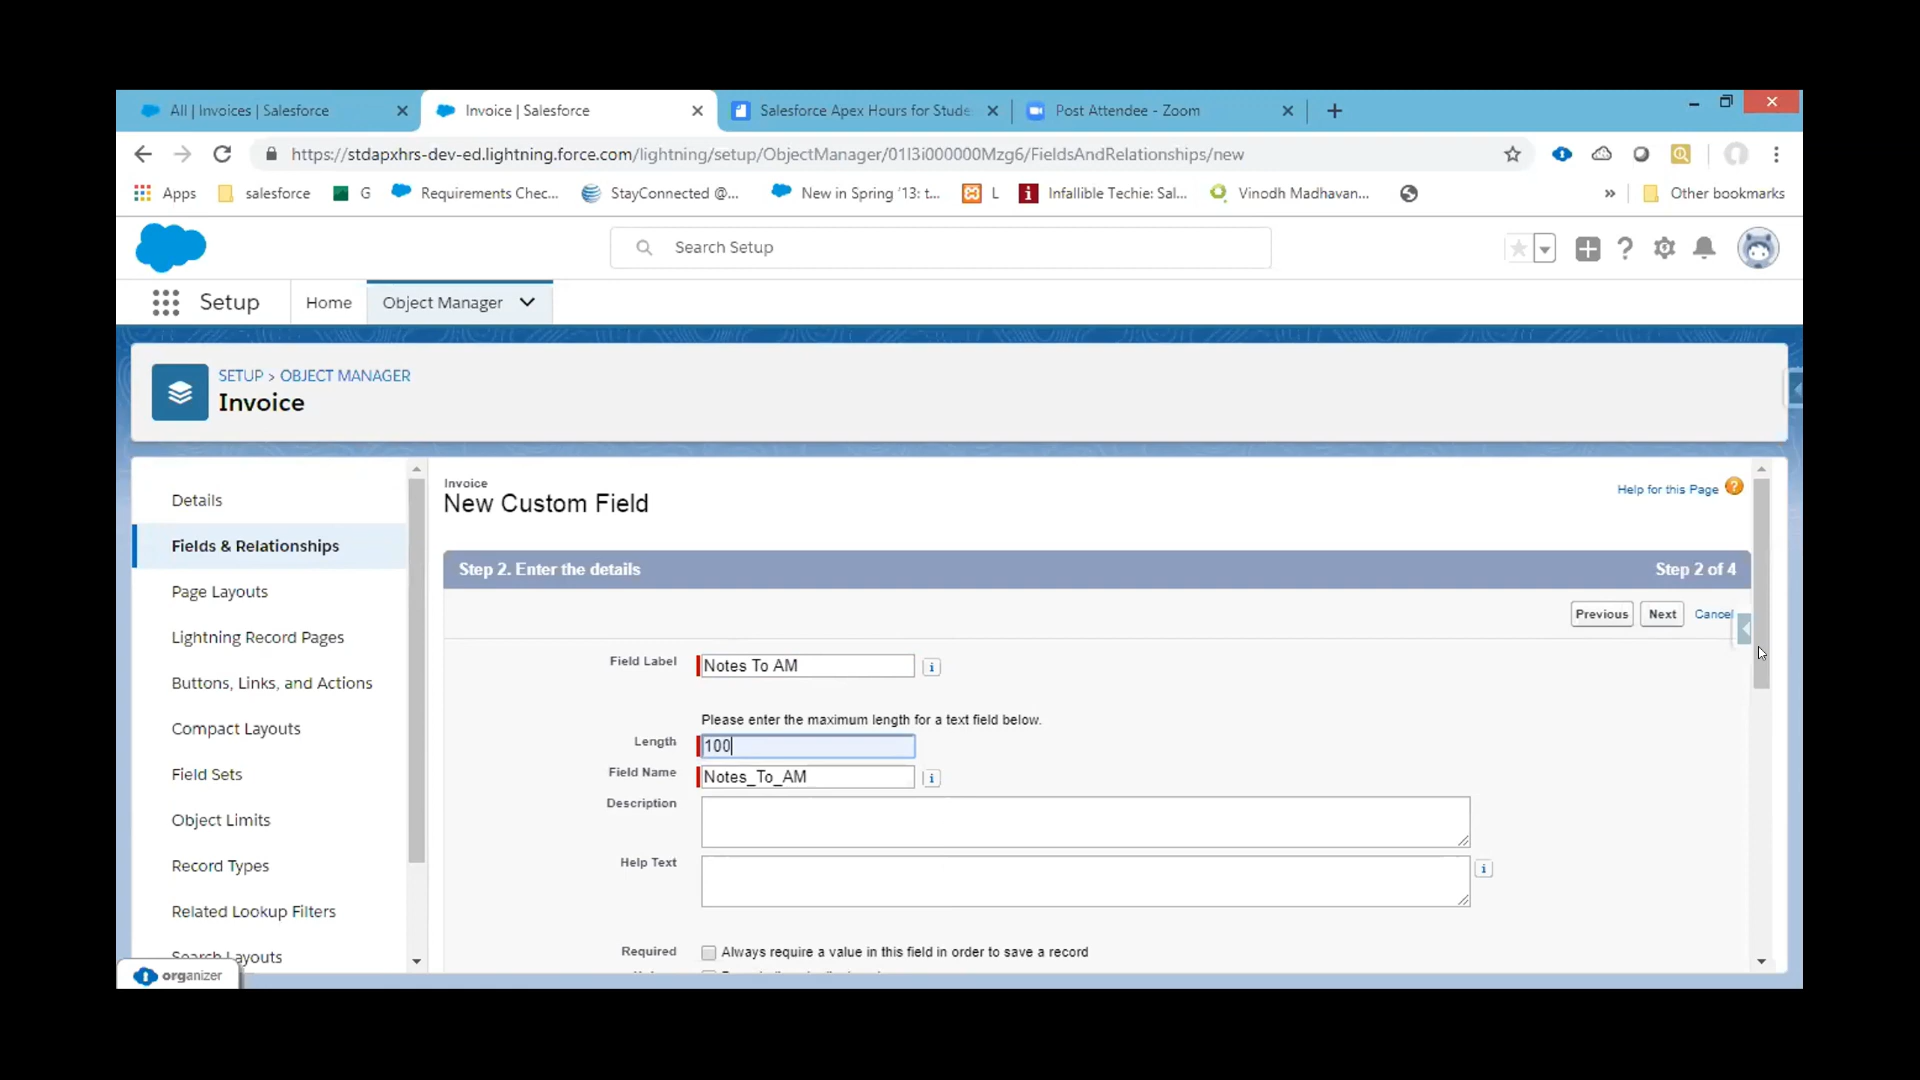 All | Invoices | Salesforce
Invoice | Salesforce
Salesforce Apex Hours for Stude
Post Attendee - Zoom
https://stdapxhrs-dev-ed.lightning.force.com/lightning/setup/ObjectManager/01I3i000000Mzg6/FieldsAndRelationships/new
Apps
salesforce
G
Requirements Chec...
StayConnected @...
New in Spring '13: t...
L
Infallible Techie: Sal...
Vinodh Madhavan...
»
Other bookmarks
Search Setup
Setup
Home
Object Manager
SETUP > OBJECT MANAGER
Invoice
Details
Fields & Relationships
Page Layouts
Lightning Record Pages
Buttons, Links, and Actions
Compact Layouts
Field Sets
Object Limits
Record Types
Related Lookup Filters
Search Layouts
organizer
Invoice
New Custom Field
Help for this Page
Step 2. Enter the details
Step 2 of 4
Previous
Next
Cancel
Field Label
Notes To AM
Please enter the maximum length for a text field below.
Length
100
Field Name
Notes_To_AM
Description
Help Text
Required
Always require a value in this field in order to save a record